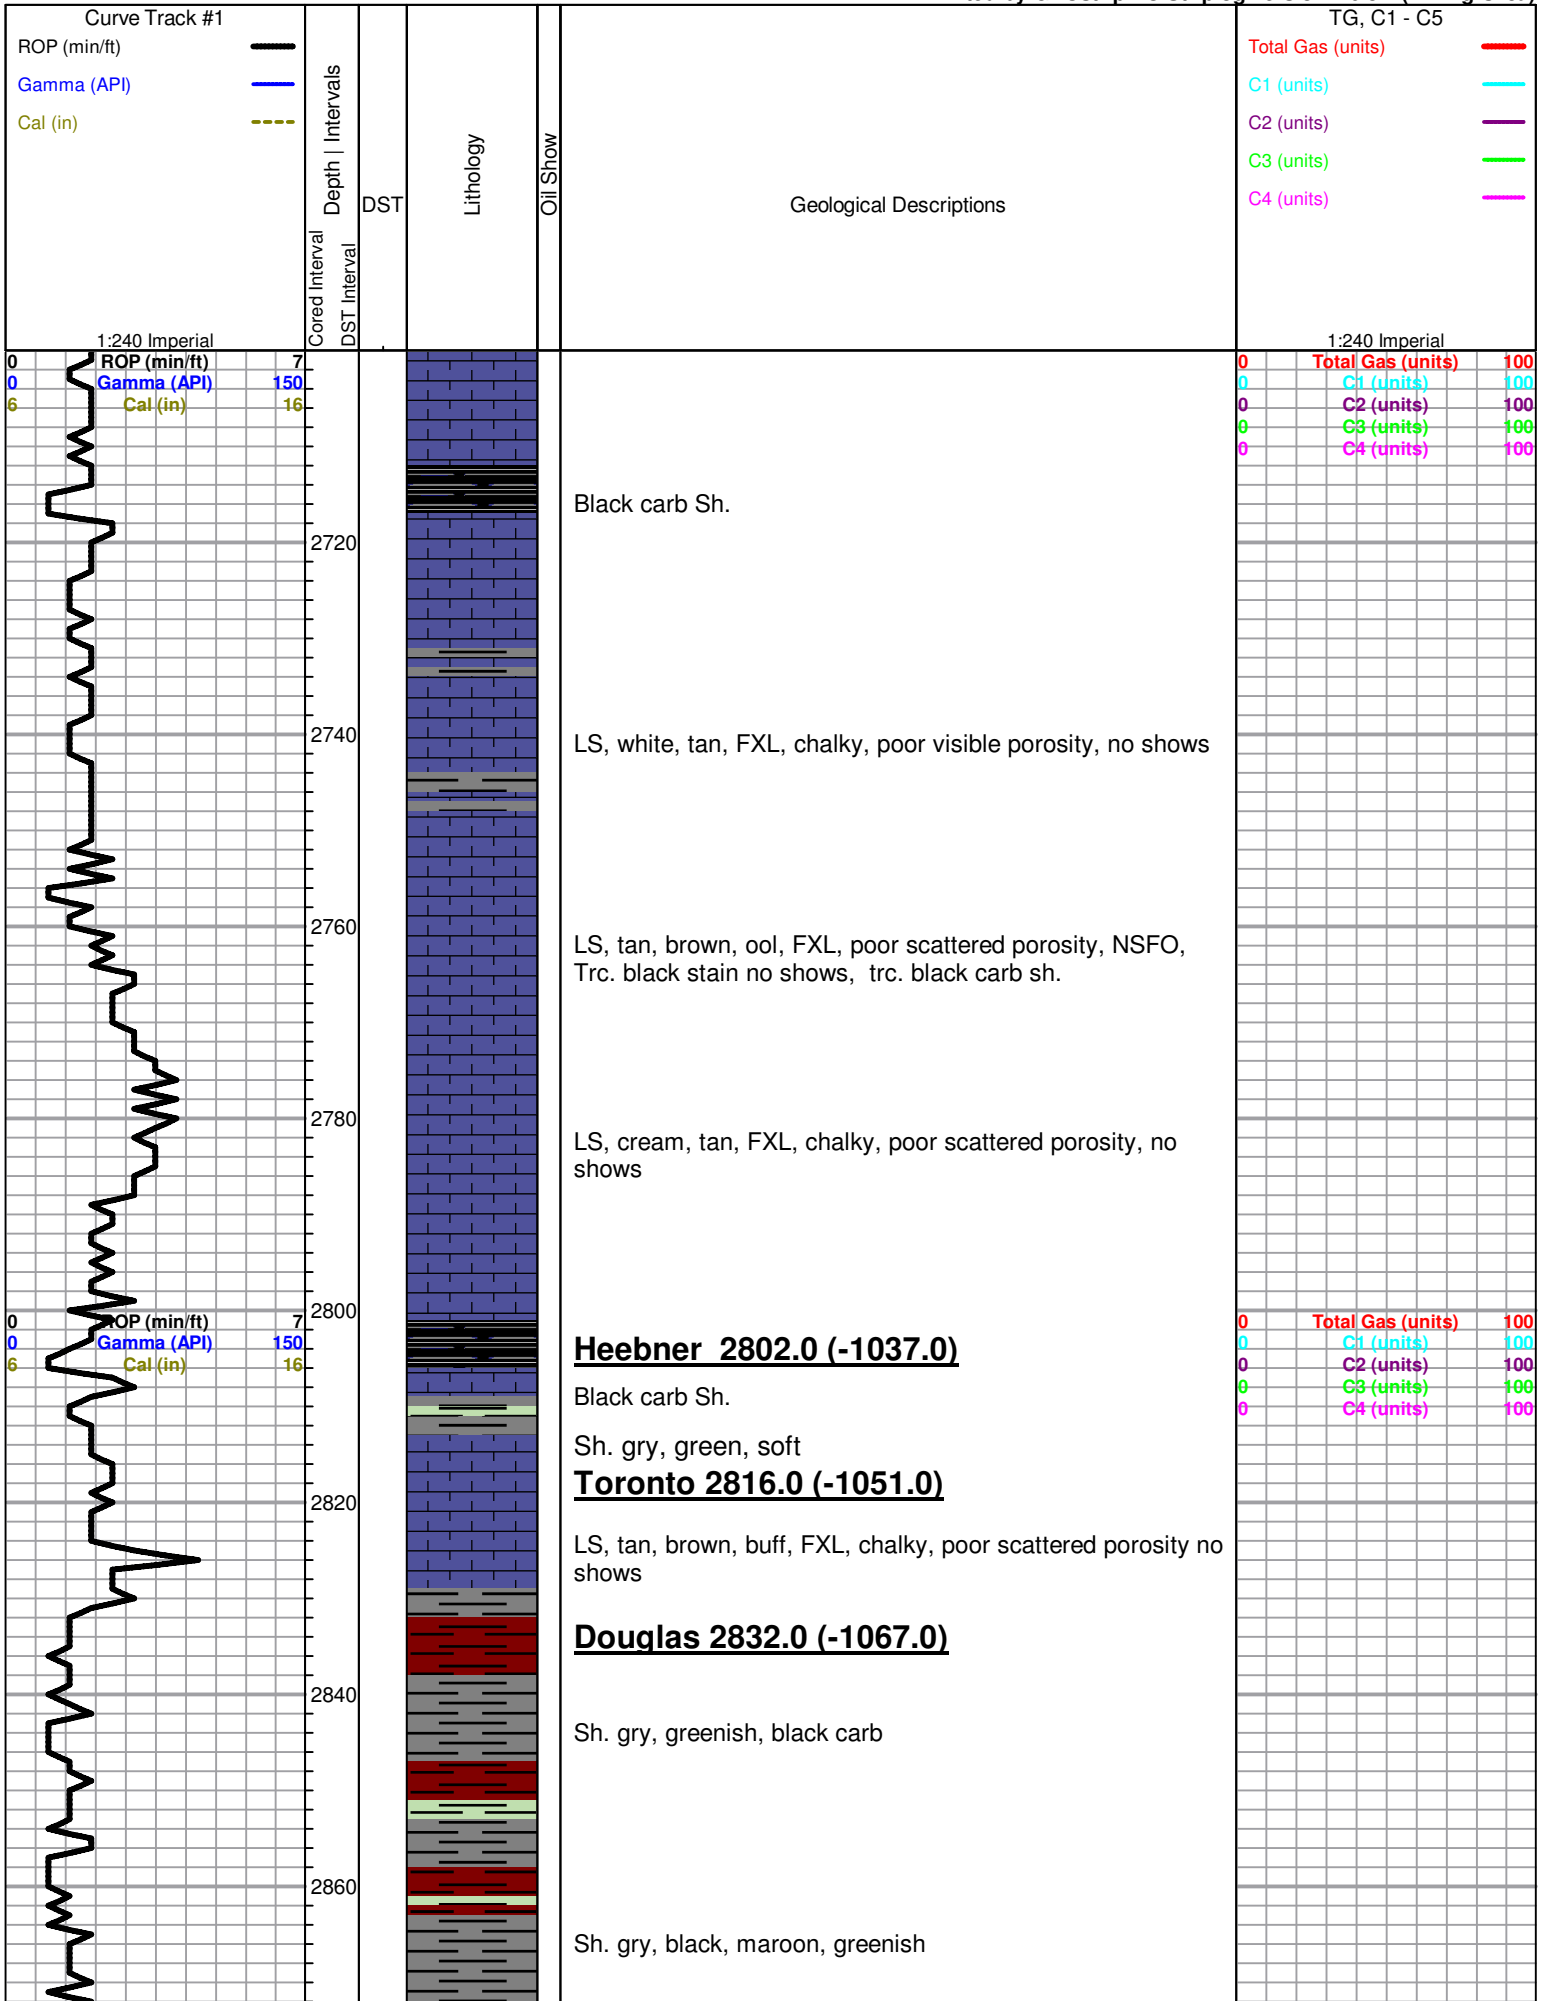 Curve Track #1
ROP (min/ft)
Gamma (API)
Cal (in)
1:240 Imperial
Depth | Intervals
Cored Interval
DST Interval
DST
Lithology
Oil Show
Geological Descriptions
TG, C1 - C5
Total Gas (units)
C1 (units)
C2 (units)
C3 (units)
C4 (units)
1:240 Imperial
0 ROP (min/ft) 7
0 Gamma (API) 150
6 Cal (in) 16
0 Total Gas (units) 100
0 C1 (units) 100
0 C2 (units) 100
0 C3 (units) 100
0 C4 (units) 100
Black carb Sh.
2720
2740
LS, white, tan, FXL, chalky, poor visible porosity, no shows
2760
LS, tan, brown, ool, FXL, poor scattered porosity, NSFO,
Trc. black stain no shows, trc. black carb sh.
2780
LS, cream, tan, FXL, chalky, poor scattered porosity, no
shows
2800
0 ROP (min/ft) 7
0 Gamma (API) 150
6 Cal (in) 16
0 Total Gas (units) 100
0 C1 (units) 100
0 C2 (units) 100
0 C3 (units) 100
0 C4 (units) 100
Heebner 2802.0 (-1037.0)
Black carb Sh.
Sh. gry, green, soft
Toronto 2816.0 (-1051.0)
2820
LS, tan, brown, buff, FXL, chalky, poor scattered porosity no
shows
Douglas 2832.0 (-1067.0)
2840
Sh. gry, greenish, black carb
2860
Sh. gry, black, maroon, greenish